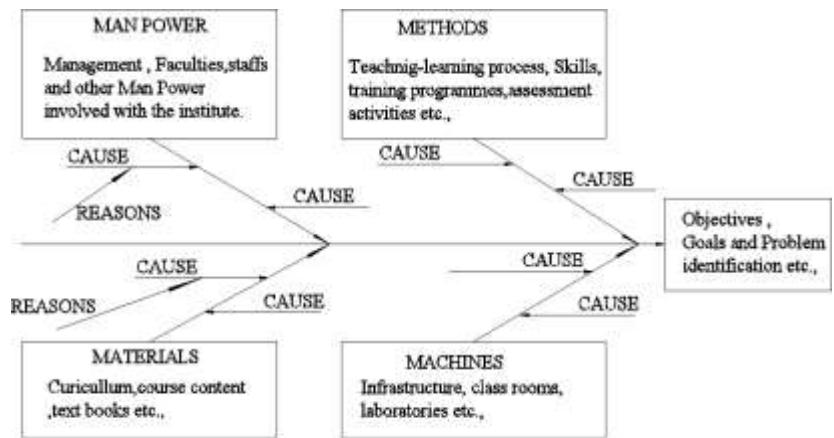 MAN POWER
Management , Faculties,staffs
and other Man Power
involved with the institute.
METHODS
Teachnig-learning process, Skills,
training programmes,assessment
activities etc.,
CAUSE
REASONS
CAUSE
CAUSE
CAUSE
Objectives ,
Goals and Problem
identification etc.,
CAUSE
REASONS
CAUSE
CAUSE
CAUSE
MATERIALS
Curicullum,course content
,text books etc.,
MACHINES
Infrastructure, class rooms,
laboratories etc.,